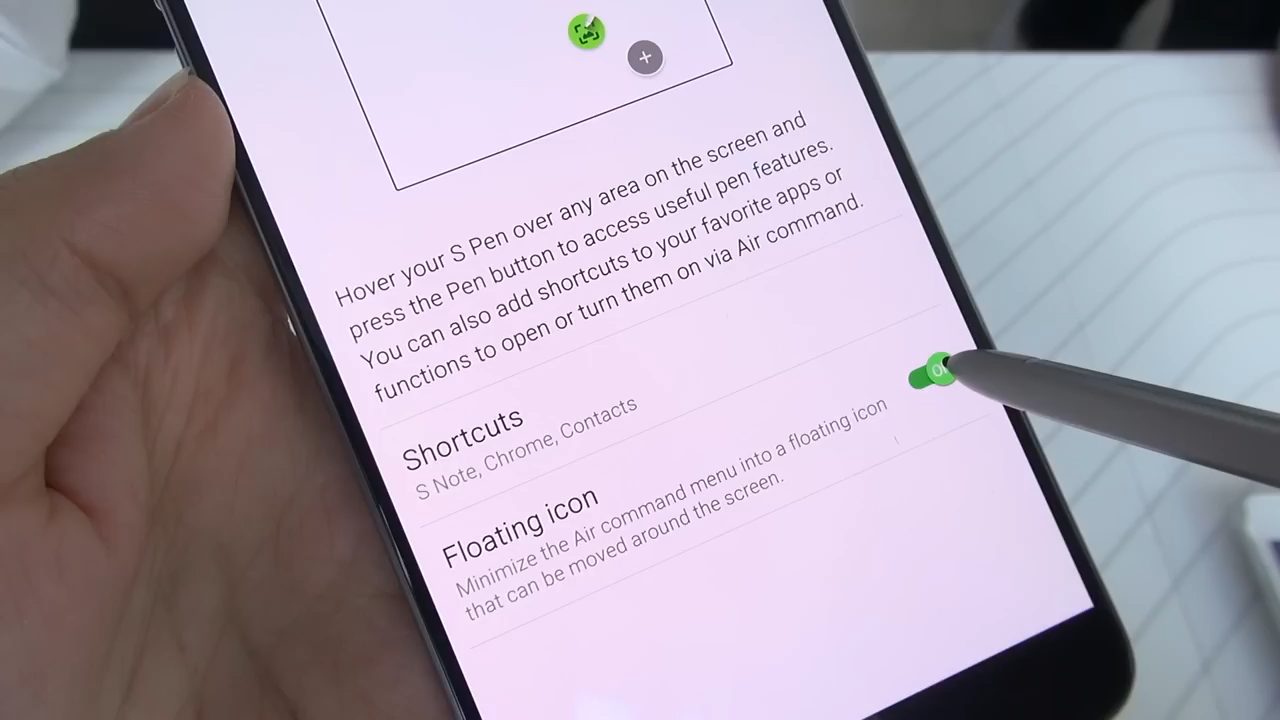 Hover your S Pen over any area on the screen and
press the Pen button to access useful pen features.
You can also add shortcuts to your favorite apps or
functions to open or turn them on via Air command.
Shortcuts
S Note, Chrome, Contacts
Floating icon
Minimize the Air command menu into a floating icon
that can be moved around the screen.